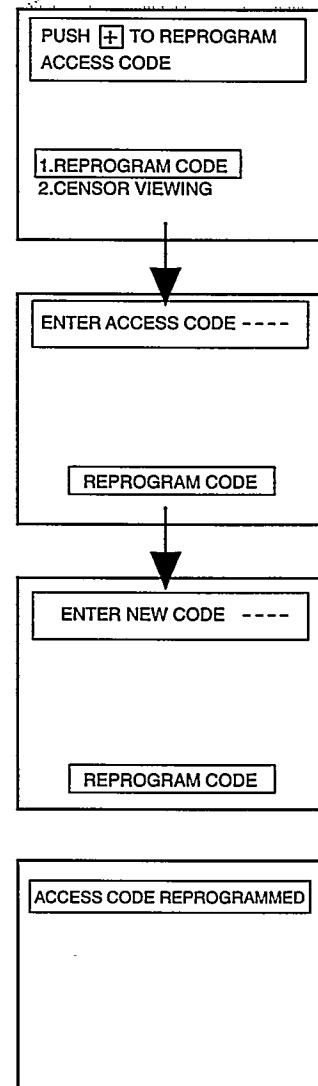 PUSH + TO REPROGRAM
ACCESS CODE
1.REPROGRAM CODE
2.CENSOR VIEWING
ENTER ACCESS CODE ----
REPROGRAM CODE
ENTER NEW CODE ----
REPROGRAM CODE
ACCESS CODE REPROGRAMMED